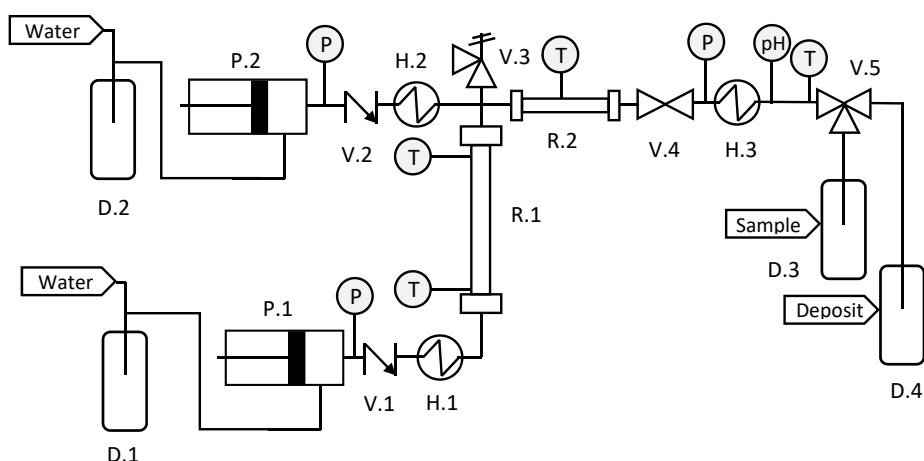 Water
P.2
P
H.2
V.3
T
P
pH
T
V.5
D.2
V.2
T
R.2
V.4
H.3
R.1
Sample
D.3
Water
P.1
P
T
Deposit
V.1
H.1
D.1
D.4